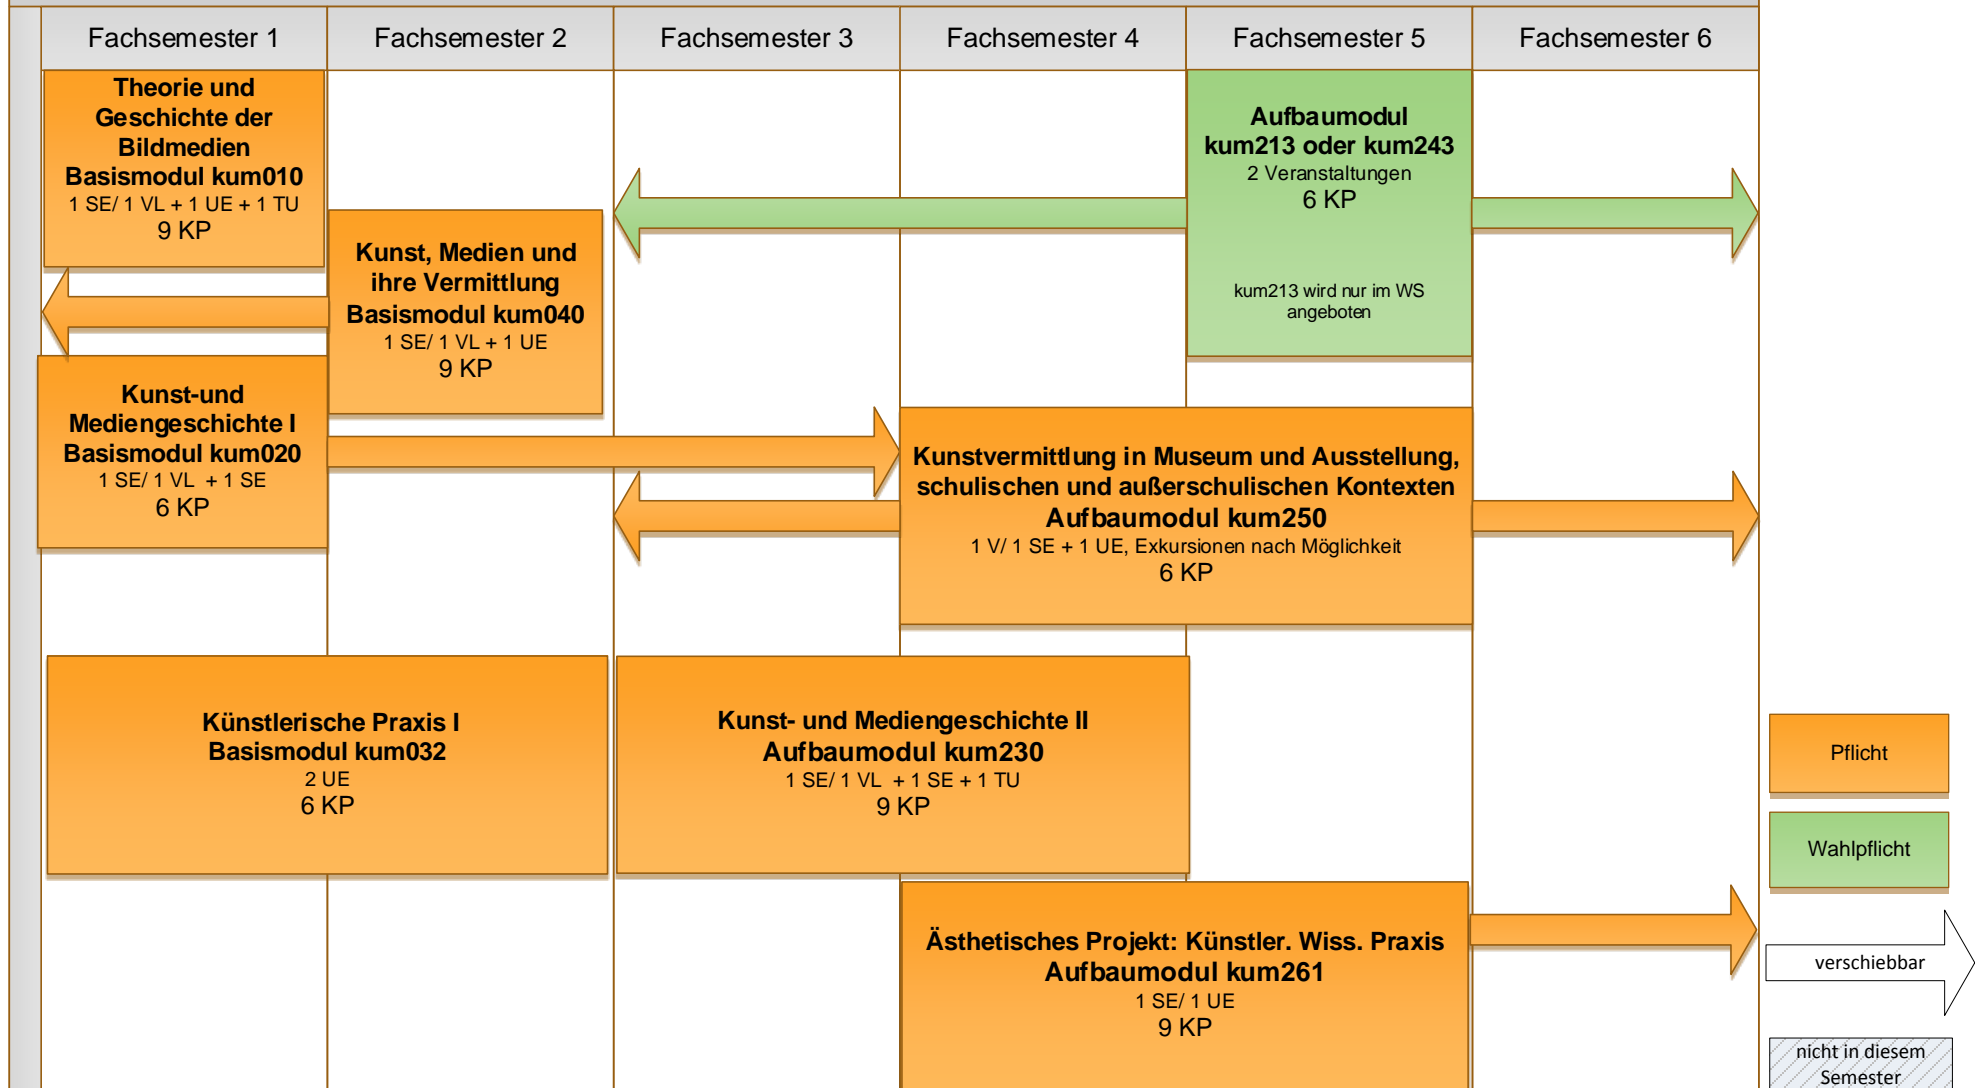 Fachsemester 1
Fachsemester 2
Fachsemester 3
Fachsemester 4
Fachsemester 5
Fachsemester 6
Theorie und
Geschichte der
Bildmedien
Basismodul kum010
1 SE/ 1 VL + 1 UE + 1 TU
9 KP
Kunst, Medien und
ihre Vermittlung
Basismodul kum040
1 SE/ 1 VL + 1 UE
9 KP
Aufbaumodul
kum213 oder kum243
2 Veranstaltungen
6 KP
kum213 wird nur im WS
angeboten
Kunst-und
Mediengeschichte I
Basismodul kum020
1 SE/ 1 VL + 1 SE
6 KP
Kunstvermittlung in Museum und Ausstellung,
schulischen und außerschulischen Kontexten
Aufbaumodul kum250
1 V/ 1 SE + 1 UE, Exkursionen nach Möglichkeit
6 KP
Künstlerische Praxis I
Basismodul kum032
2 UE
6 KP
Kunst- und Mediengeschichte II
Aufbaumodul kum230
1 SE/ 1 VL + 1 SE + 1 TU
9 KP
Ästhetisches Projekt: Künstler. Wiss. Praxis
Aufbaumodul kum261
1 SE/ 1 UE
9 KP
Pflicht
Wahlpflicht
verschiebbar
nicht in diesem
Semester